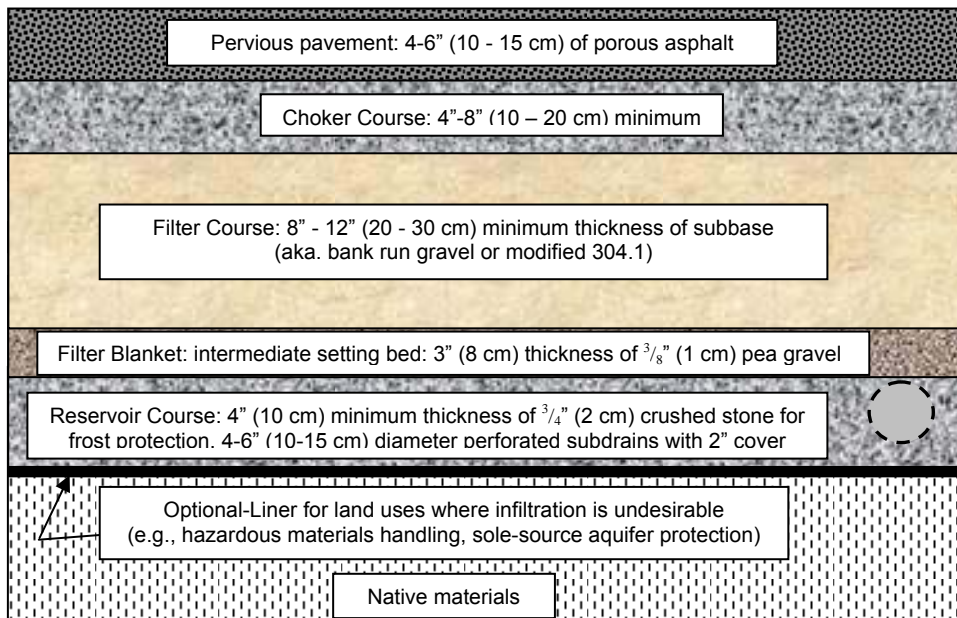 Pervious pavement: 4-6” (10 - 15 cm) of porous asphalt
Choker Course: 4”-8” (10 – 20 cm) minimum
Filter Course: 8” - 12” (20 - 30 cm) minimum thickness of subbase
(aka. bank run gravel or modified 304.1)
Filter Blanket: intermediate setting bed: 3” (8 cm) thickness of 3/8” (1 cm) pea gravel
Reservoir Course: 4” (10 cm) minimum thickness of 3/4” (2 cm) crushed stone for
frost protection. 4-6” (10-15 cm) diameter perforated subdrains with 2” cover
Optional-Liner for land uses where infiltration is undesirable
(e.g., hazardous materials handling, sole-source aquifer protection)
Native materials